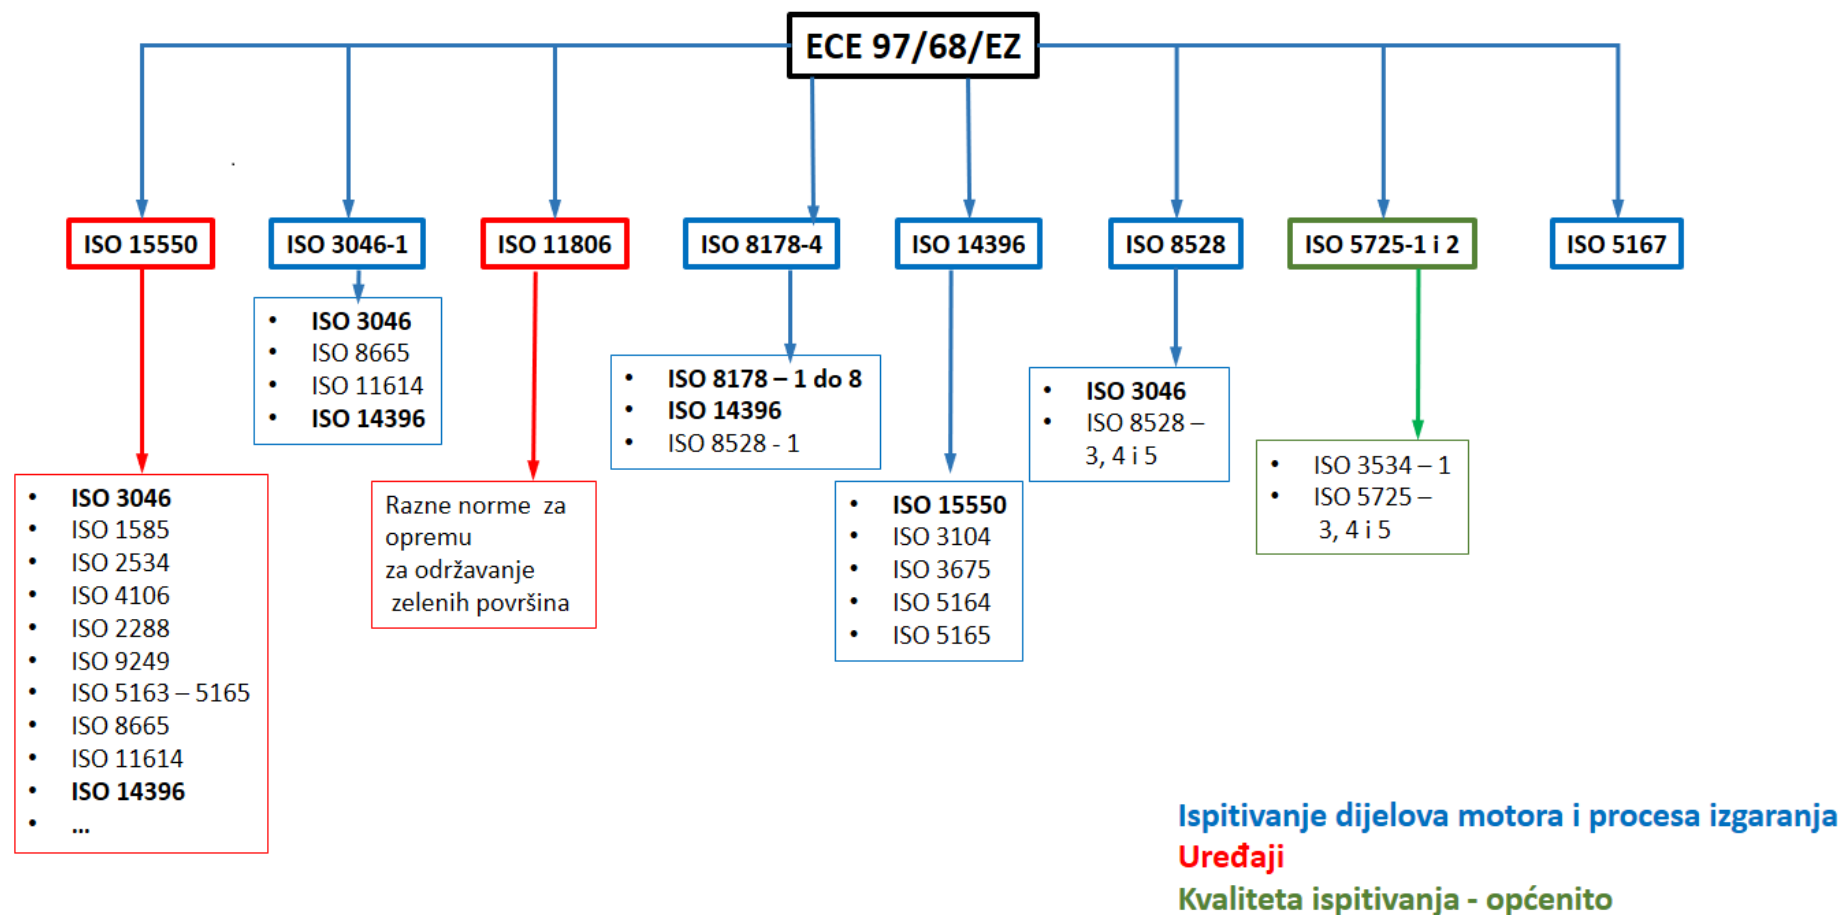 ECE 97/68/EZ
ISO 15550
ISO 3046-1
ISO 11806
ISO 8178-4
ISO 14396
ISO 8528
ISO 5725-1 i 2
ISO 5167
• ISO 3046
• ISO 1585
• ISO 2534
• ISO 4106
• ISO 2288
• ISO 9249
• ISO 5163 – 5165
• ISO 8665
• ISO 11614
• ISO 14396
• ...
• ISO 3046
• ISO 8665
• ISO 11614
• ISO 14396
Razne norme za
opremu
za održavanje
zelenih površina
• ISO 8178 – 1 do 8
• ISO 14396
• ISO 8528 - 1
• ISO 15550
• ISO 3104
• ISO 3675
• ISO 5164
• ISO 5165
• ISO 3046
• ISO 8528 –
3, 4 i 5
• ISO 3534 – 1
• ISO 5725 –
3, 4 i 5
Ispitivanje dijelova motora i procesa izgaranja
Uređaji
Kvaliteta ispitivanja - općenito